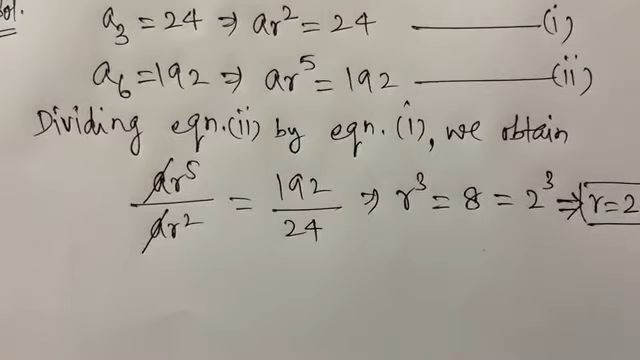 Sol.
a₃ = 24 ⇒ ar² = 24 ———— (i)
a₆ = 192 ⇒ ar⁵ = 192 ———— (ii)
Dividing eqn.(ii) by eqn.(i), we obtain
ar⁵/ar² = 192/24 ⇒ r³ = 8 = 2³ ⇒ r = 2